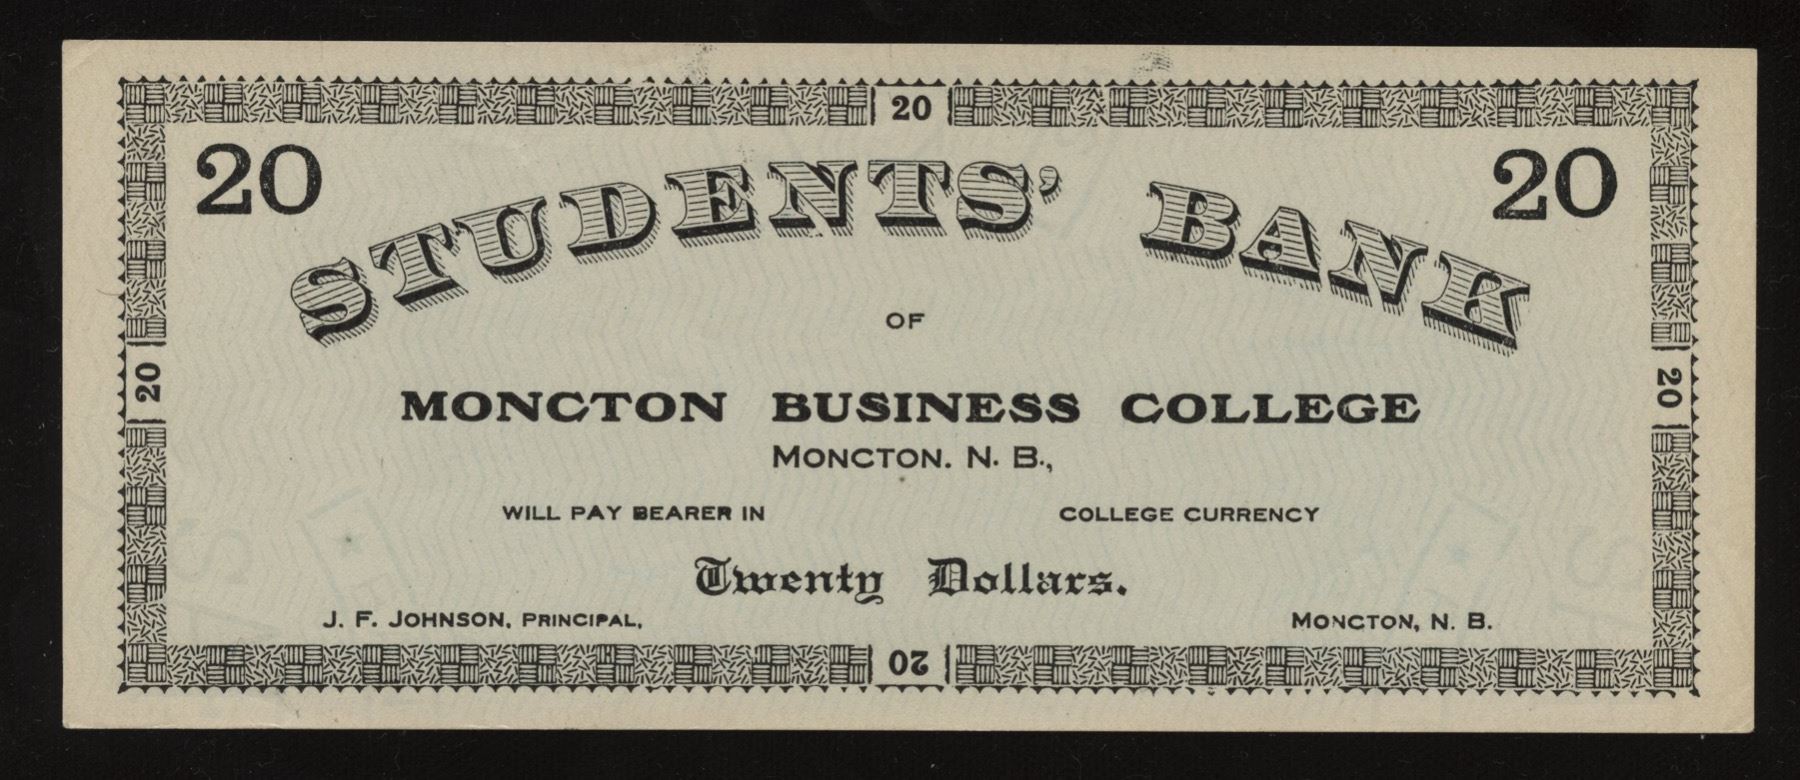 20
20 20
STUDENTS' BANK
OF
20 20
MONCTON BUSINESS COLLEGE
MONCTON. N. B.,
WILL PAY BEARER IN COLLEGE CURRENCY
Twenty Dollars.
J. F. JOHNSON, PRINCIPAL, MONCTON, N. B.
20